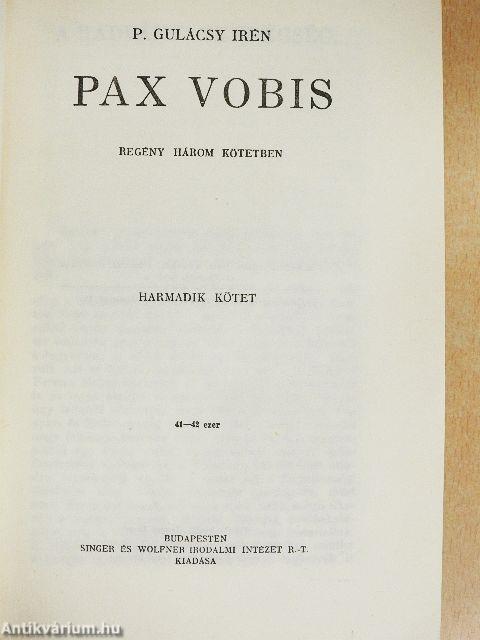 P. GULÁCSY IRÉN
PAX VOBIS
REGÉNY HÁROM KÖTETBEN
HARMADIK KÖTET
41—42 ezer
BUDAPESTEN
SINGER ÉS WOLFNER IRODALMI INTÉZET R.-T.
KIADÁSA
Antikvárium.hu